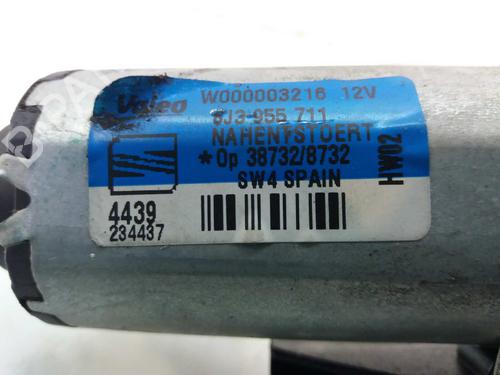 Valeo W000003216 12V
6J3 955 711
NAHENTSTOERT
*Op 38732/8732
SW4 SPAIN
HW02
4439
234437